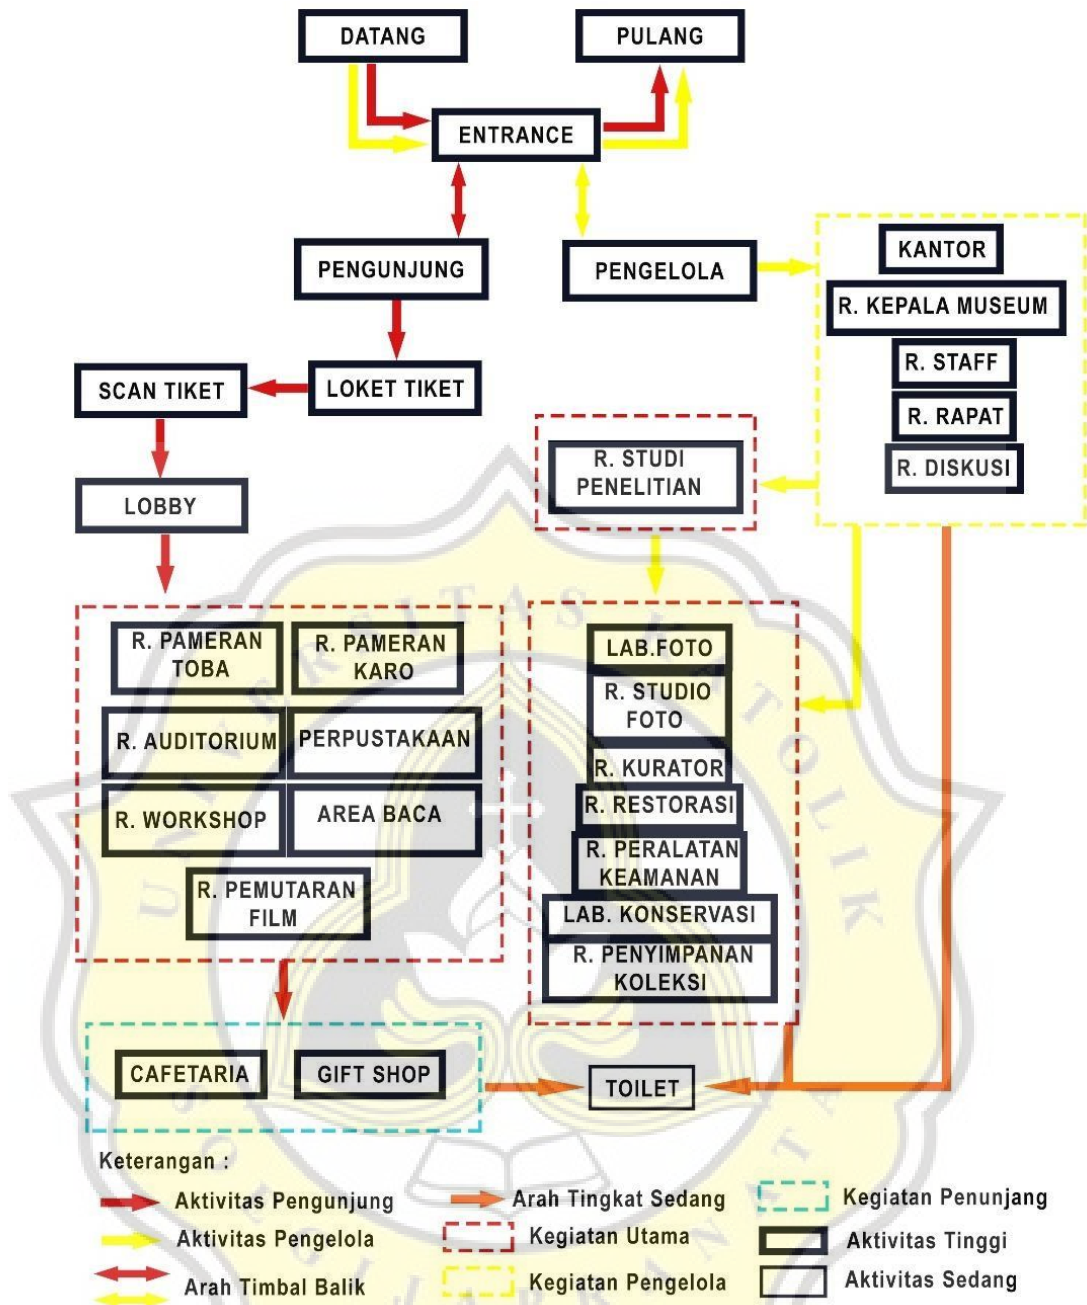 DATANG
PULANG
ENTRANCE
PENGUNJUNG
PENGELOLA
KANTOR
R. KEPALA MUSEUM
R. STAFF
R. RAPAT
R. DISKUSI
SCAN TIKET
LOKET TIKET
LOBBY
R. STUDI
PENELITIAN
R. PAMERAN
TOBA
R. PAMERAN
KARO
R. AUDITORIUM
PERPUSTAKAAN
R. WORKSHOP
AREA BACA
R. PEMUTARAN
FILM
LAB.FOTO
R. STUDIO
FOTO
R. KURATOR
R. RESTORASI
R. PERALATAN
KEAMANAN
LAB. KONSERVASI
R. PENYIMPANAN
KOLEKSI
CAFETARIA
GIFT SHOP
TOILET
Keterangan :
Aktivitas Pengunjung
Aktivitas Pengelola
Arah Timbal Balik
Arah Tingkat Sedang
Kegiatan Utama
Kegiatan Pengelola
Kegiatan Penunjang
Aktivitas Tinggi
Aktivitas Sedang
UNIVERSITAS KATOLIK